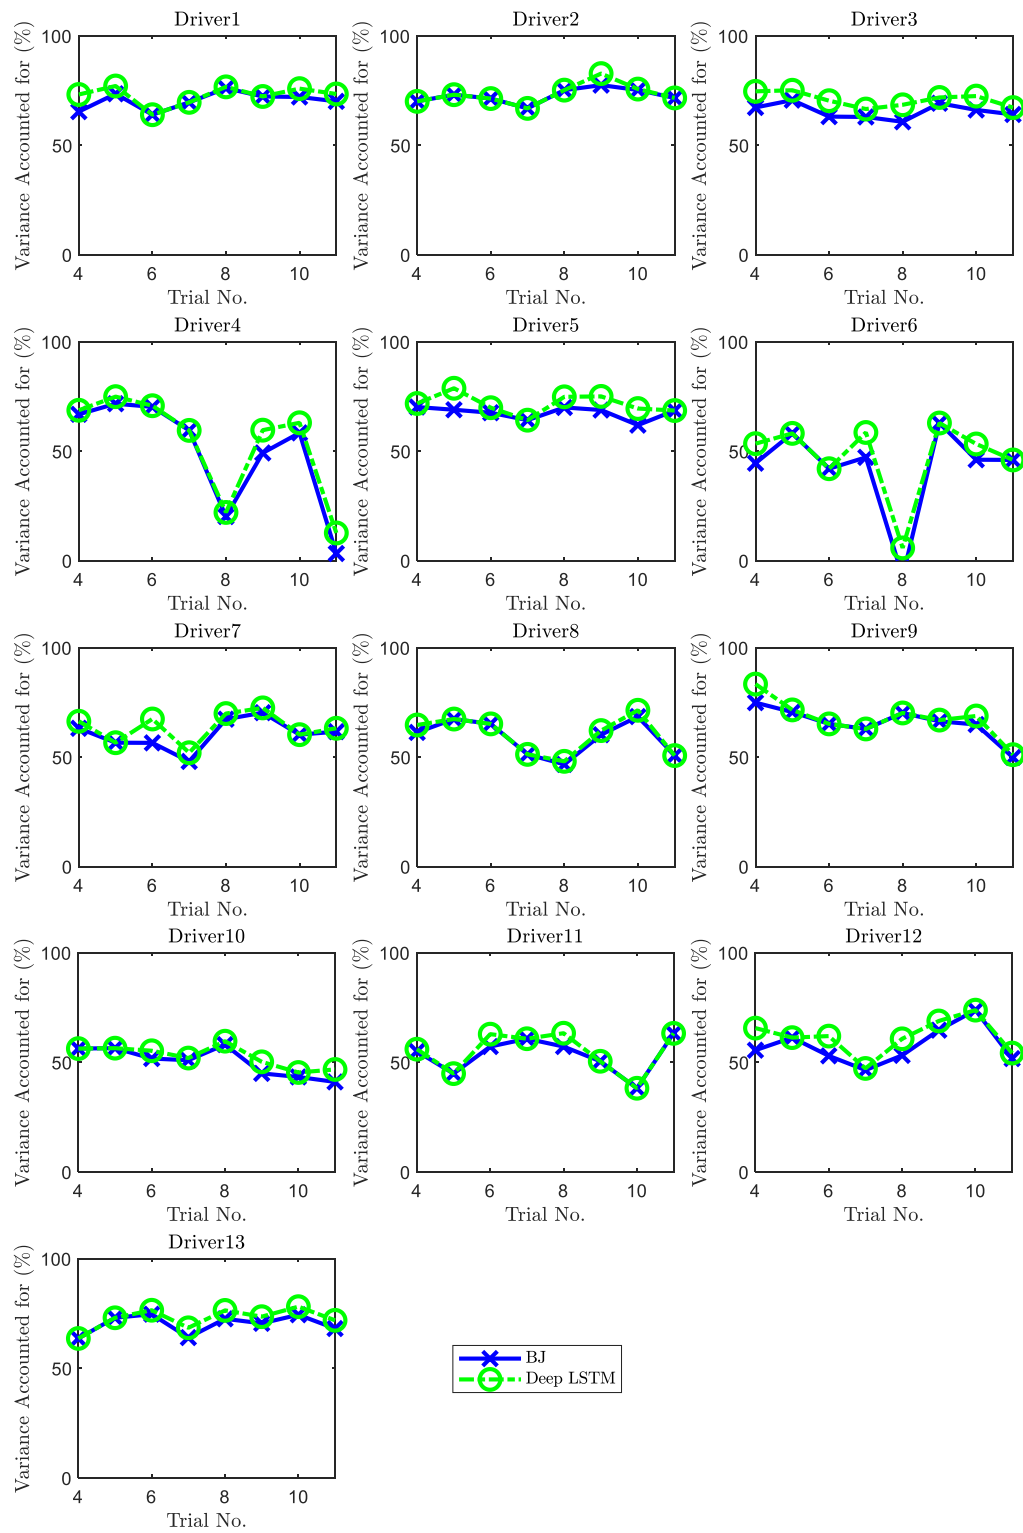 Driver1 Driver2 Driver3
Variance Accounted for (%) 100 50 0 Variance Accounted for (%) 100 50 0 Variance Accounted for (%) 100 50 0
4 6 8 10 4 6 8 10 4 6 8 10
Trial No. Trial No. Trial No.
Driver4 Driver5 Driver6
Variance Accounted for (%) 100 50 0 Variance Accounted for (%) 100 50 0 Variance Accounted for (%) 100 50 0
4 6 8 10 4 6 8 10 4 6 8 10
Trial No. Trial No. Trial No.
Driver7 Driver8 Driver9
Variance Accounted for (%) 100 50 0 Variance Accounted for (%) 100 50 0 Variance Accounted for (%) 100 50 0
4 6 8 10 4 6 8 10 4 6 8 10
Trial No. Trial No. Trial No.
Driver10 Driver11 Driver12
Variance Accounted for (%) 100 50 0 Variance Accounted for (%) 100 50 0 Variance Accounted for (%) 100 50 0
4 6 8 10 4 6 8 10 4 6 8 10
Trial No. Trial No. Trial No.
Driver13
Variance Accounted for (%) 100 50 0
4 6 8 10
Trial No.
BJ
Deep LSTM